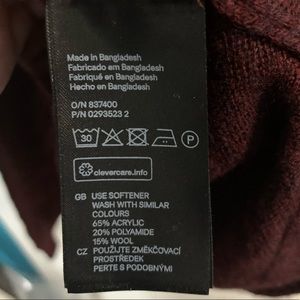 Made in Bangladesh
Fabricado em Bangladesh
Fabriqué en Bangladesh
Hecho en Bangladesh
O/N 837400
P/N 0293523 2
30 P
clevercare.info
GB USE SOFTENER
WASH WITH SIMILAR
COLOURS
65% ACRYLIC
20% POLYAMIDE
15% WOOL
CZ POUŽIJTE ZMĚKČOVACÍ
PROSTŘEDEK
PERTE S PODOBNÝMI